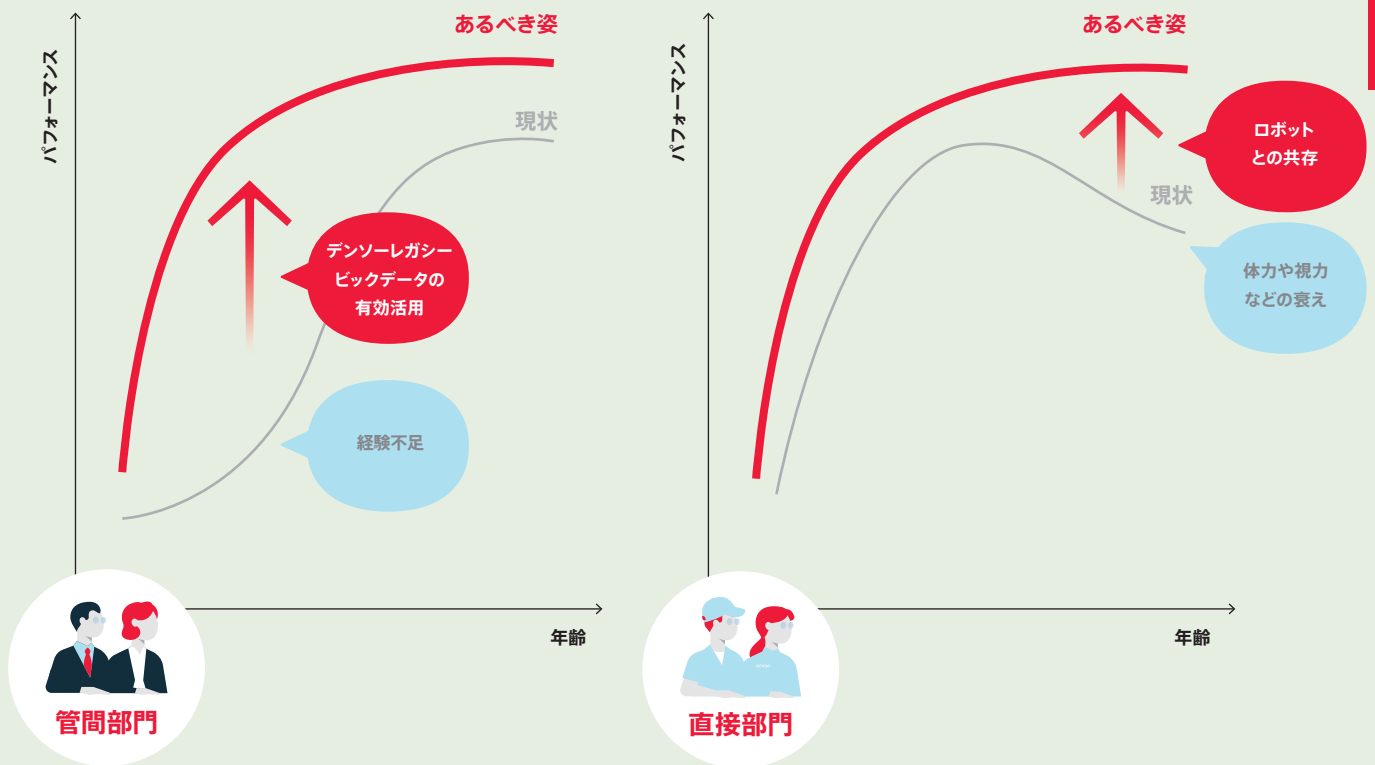 あるべき姿
パフォーマンス
現状
デンソーレガシー
ビックデータの
有効活用
経験不足
年齢
管間部門
あるべき姿
パフォーマンス
ロボット
との共存
現状
体力や視力
などの衰え
年齢
直接部門